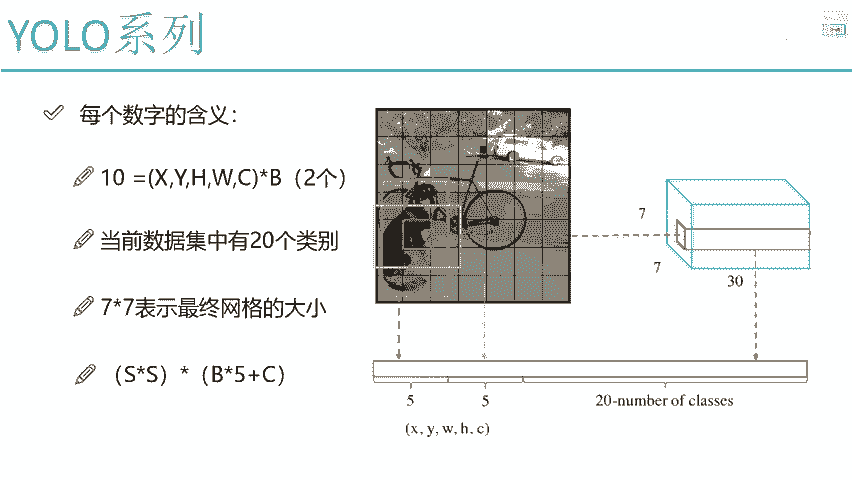 YOLO系列
每个数字的含义：
10 =(X,Y,H,W,C)*B（2个）
当前数据集中有20个类别
7*7表示最终网格的大小
（S*S）*（B*5+C）
7
7
30
5
5
20-number of classes
(x, y, w, h, c)